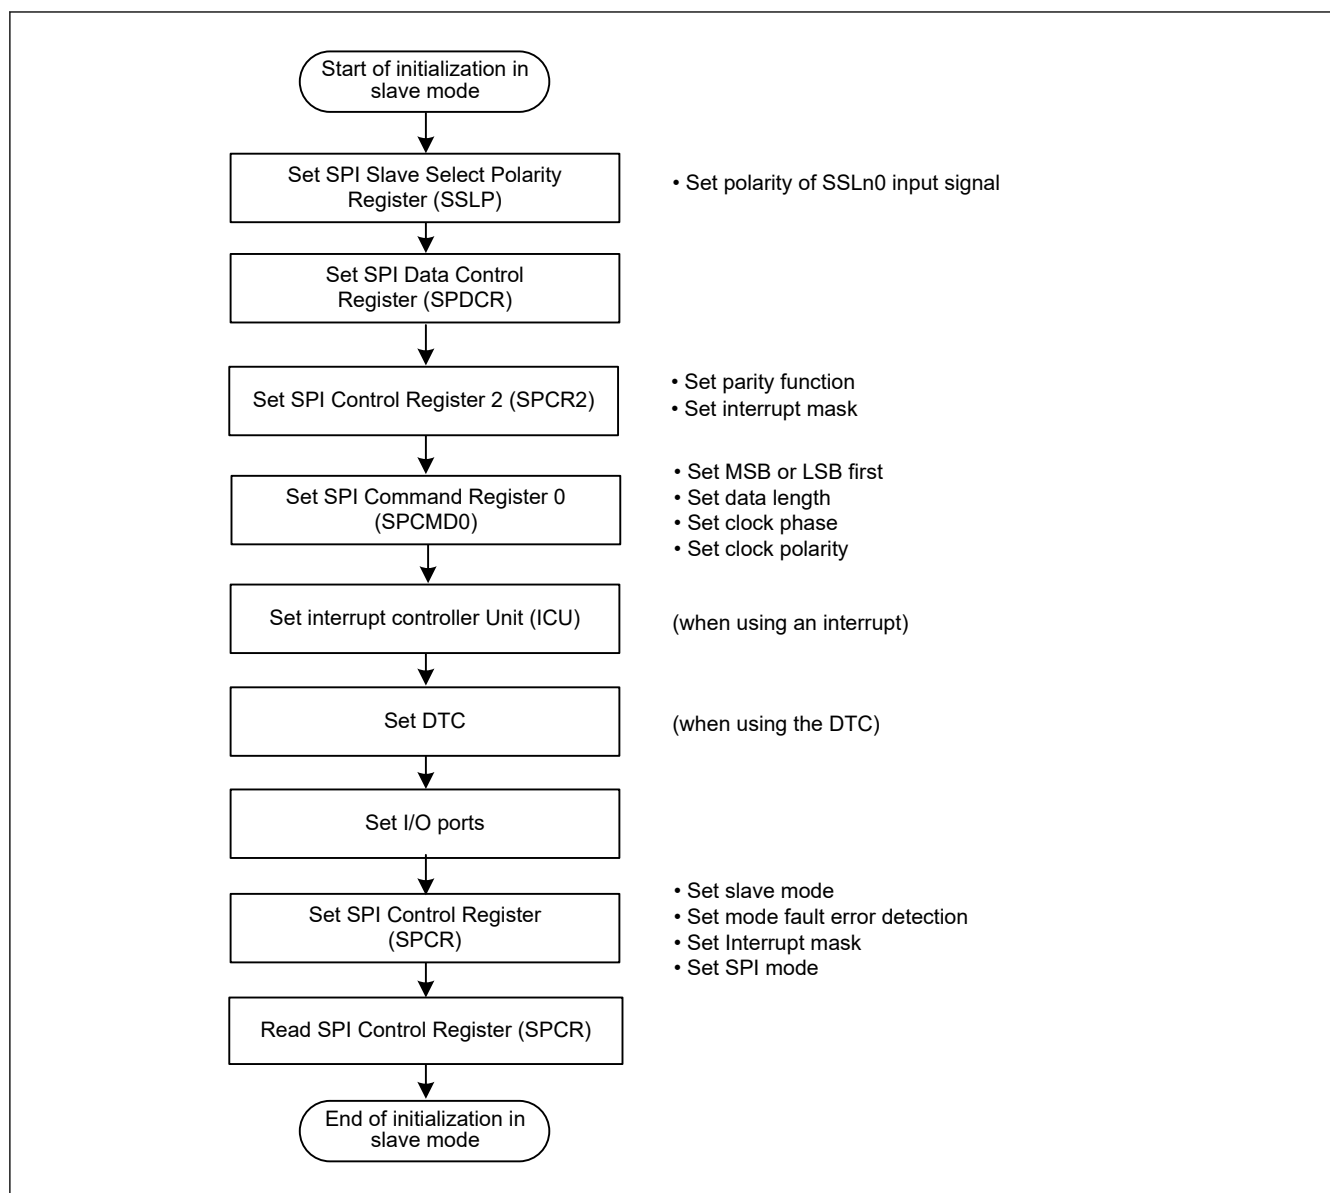 Start of initialization in
slave mode
Set SPI Slave Select Polarity
Register (SSLP)
• Set polarity of SSLn0 input signal
Set SPI Data Control
Register (SPDCR)
Set SPI Control Register 2 (SPCR2)
• Set parity function
• Set interrupt mask
Set SPI Command Register 0
(SPCMD0)
• Set MSB or LSB first
• Set data length
• Set clock phase
• Set clock polarity
Set interrupt controller Unit (ICU)
(when using an interrupt)
Set DTC
(when using the DTC)
Set I/O ports
Set SPI Control Register
(SPCR)
• Set slave mode
• Set mode fault error detection
• Set Interrupt mask
• Set SPI mode
Read SPI Control Register (SPCR)
End of initialization in
slave mode